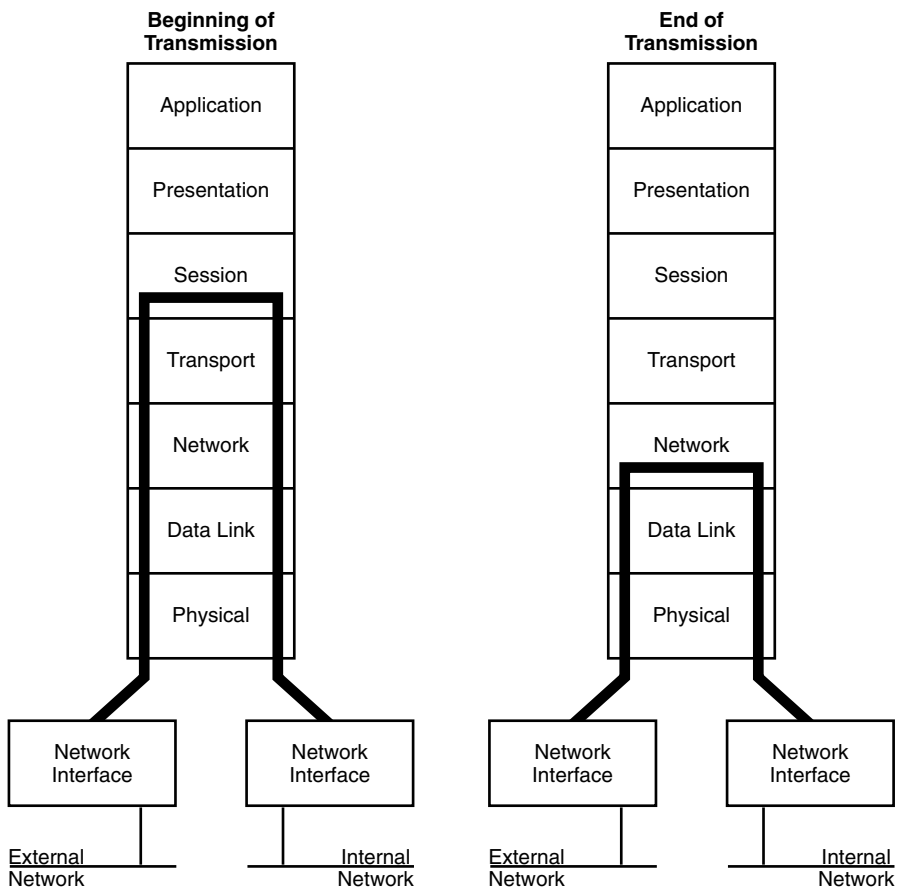 Beginning of
Transmission
Application
Presentation
Session
Transport
Network
Data Link
Physical
Network
Interface
Network
Interface
External
Network
Internal
Network
End of
Transmission
Application
Presentation
Session
Transport
Network
Data Link
Physical
Network
Interface
Network
Interface
External
Network
Internal
Network